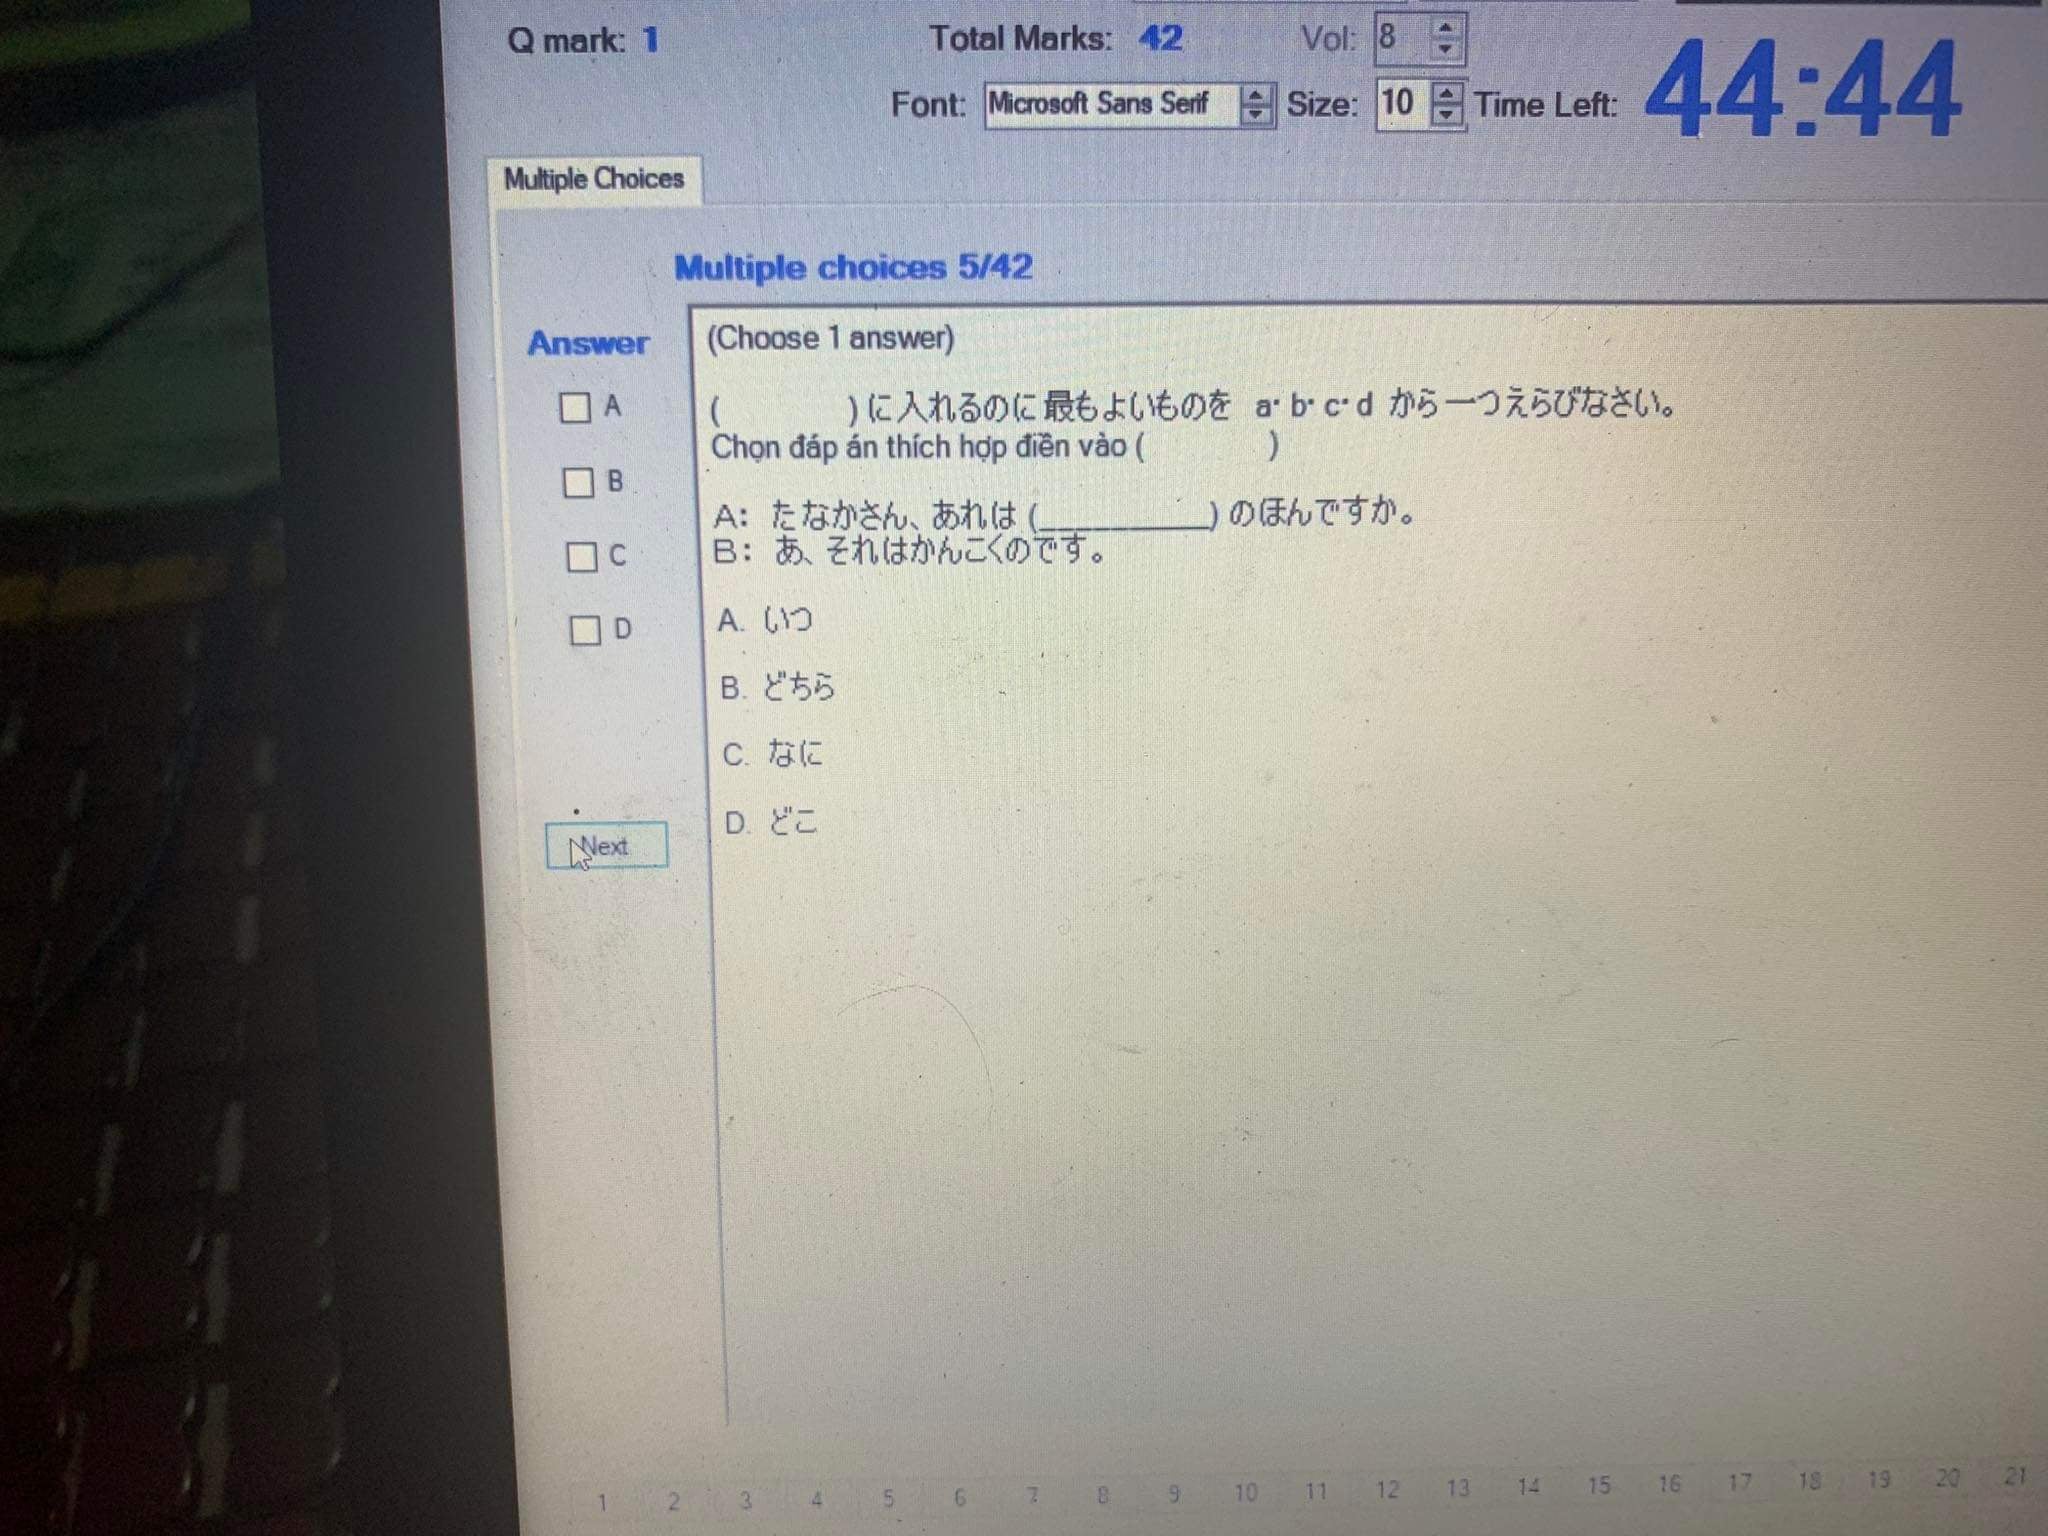 Q mark: 1
Total Marks: 42
Vol: 8
Font: Microsoft Sans Serif
Size: 10
Time Left: 44:44
Multiple Choices
Multiple choices 5/42
Answer
A
B
C
D
Next
(Choose 1 answer)
( )に入れるのに最もよいものを a・b・c・d から一つえらびなさい。
Chọn đáp án thích hợp điền vào ( )
A: たなかさん、あれは (__________) のほんですか。
B: あ、それはかんこくのです。
A. いつ
B. どちら
C. なに
D. どこ
1 2 3 4 5 6 7 8 9 10 11 12 13 14 15 16 17 18 19 20 21